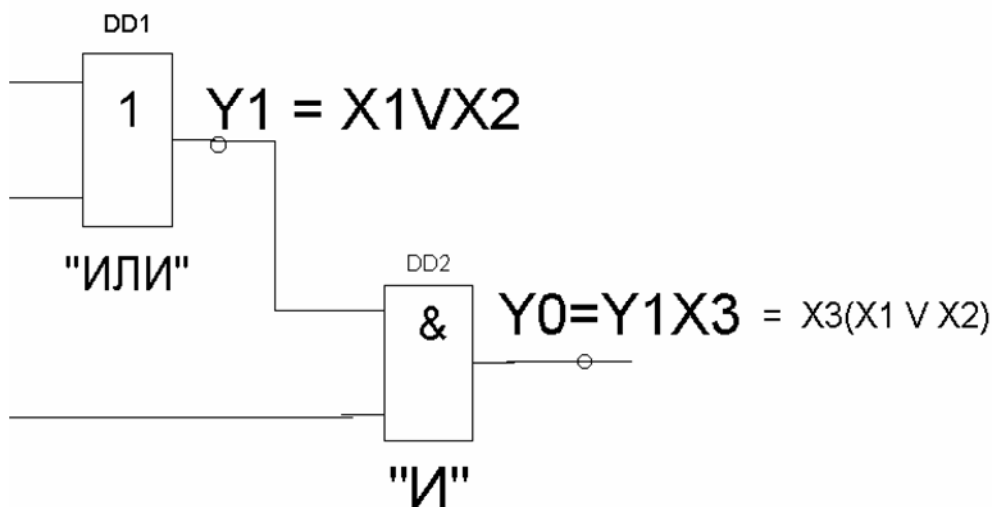 DD1
1
Y1 = X1VX2
"ИЛИ"
DD2
&
Y0=Y1X3 = X3(X1 V X2)
"И"